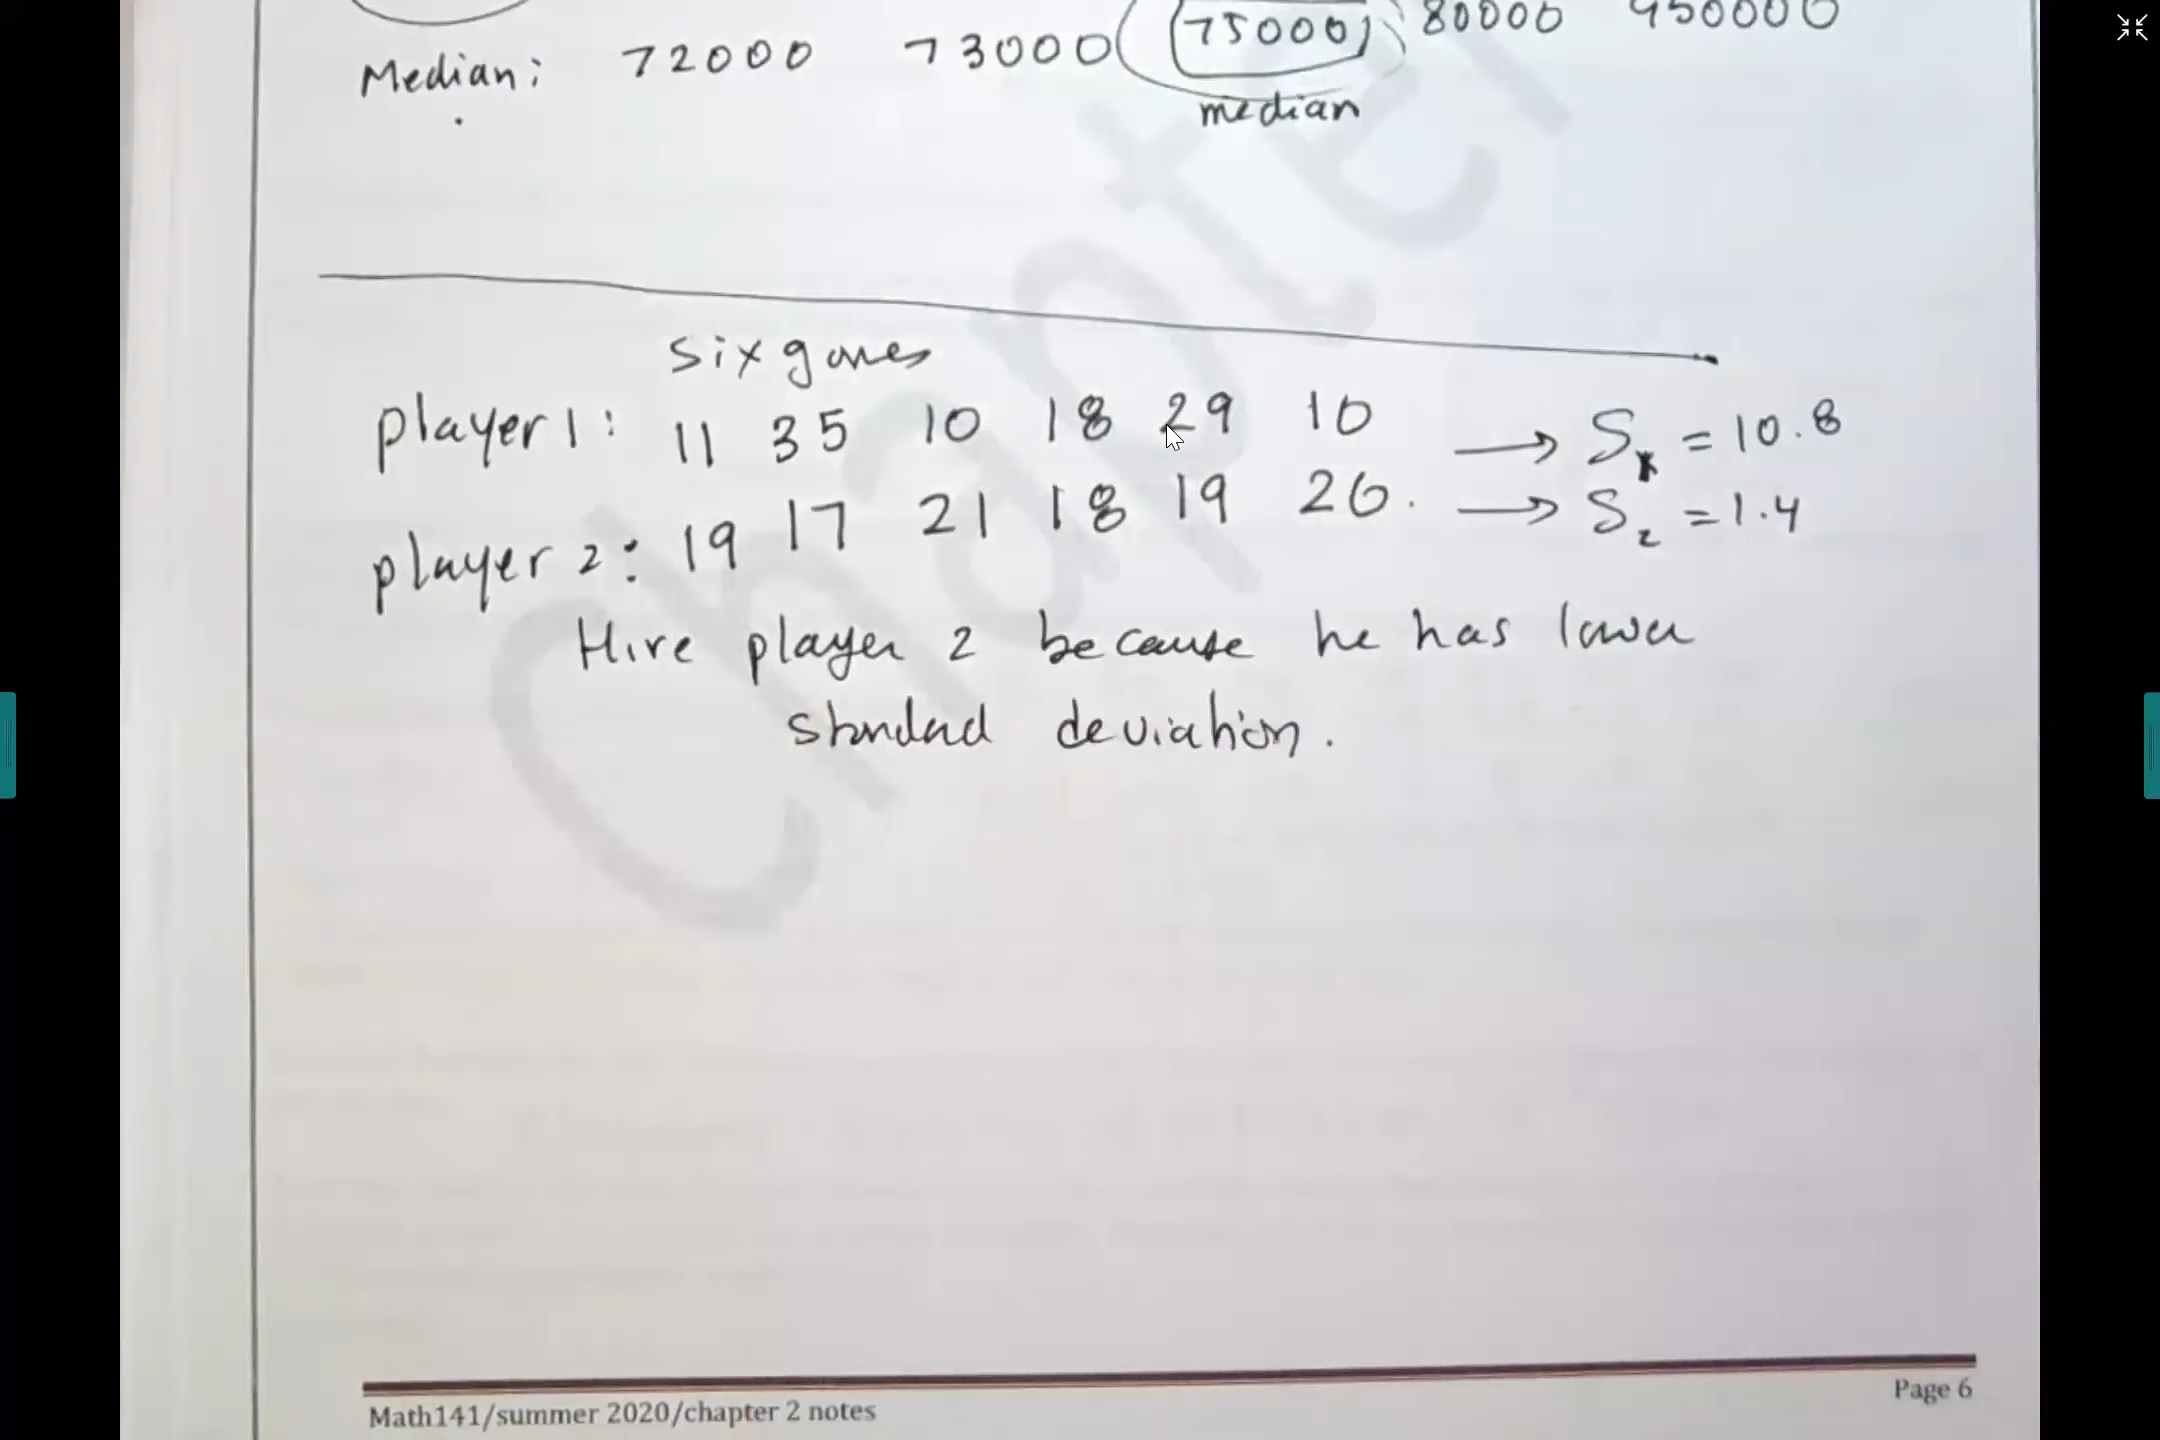 Median: 72000 73000 75000 80000 950000
median
six games
player 1: 11 35 10 18 29 10 → S₁ = 10.8
player 2: 19 17 21 18 19 20. → S₂ = 1.4
Hire player 2 because he has lower
standard deviation.
Chapter
Math141/summer 2020/chapter 2 notes
Page 6